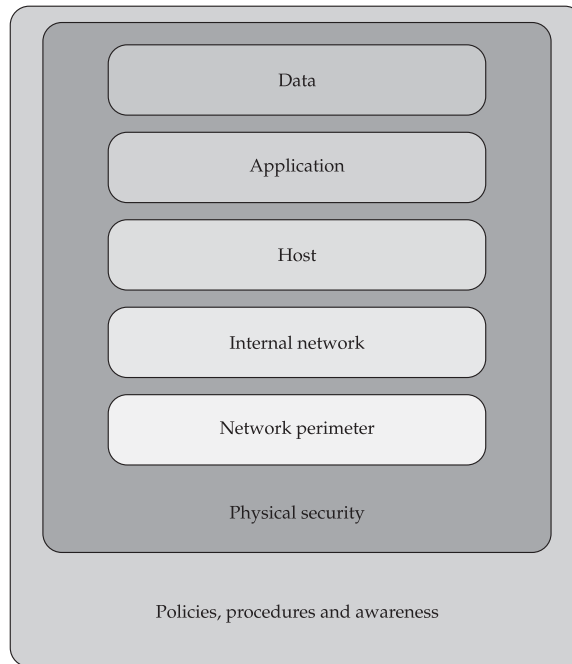 Data
Application
Host
Internal network
Network perimeter
Physical security
Policies, procedures and awareness